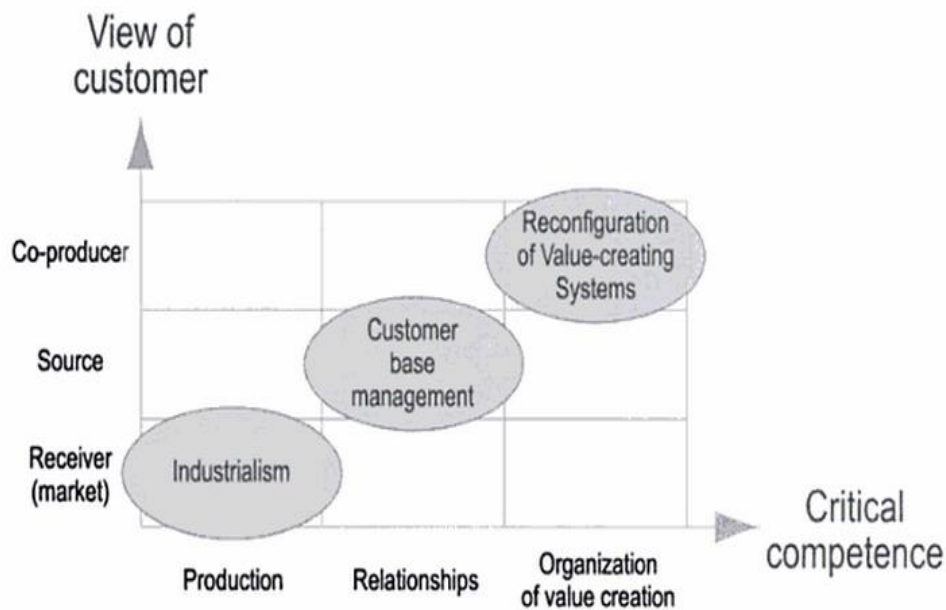 View of
customer
Co-producer
Reconfiguration
of Value-creating
Systems
Source
Customer
base
management
Receiver
(market)
Industrialism
Critical
competence
Production
Relationships
Organization
of value creation